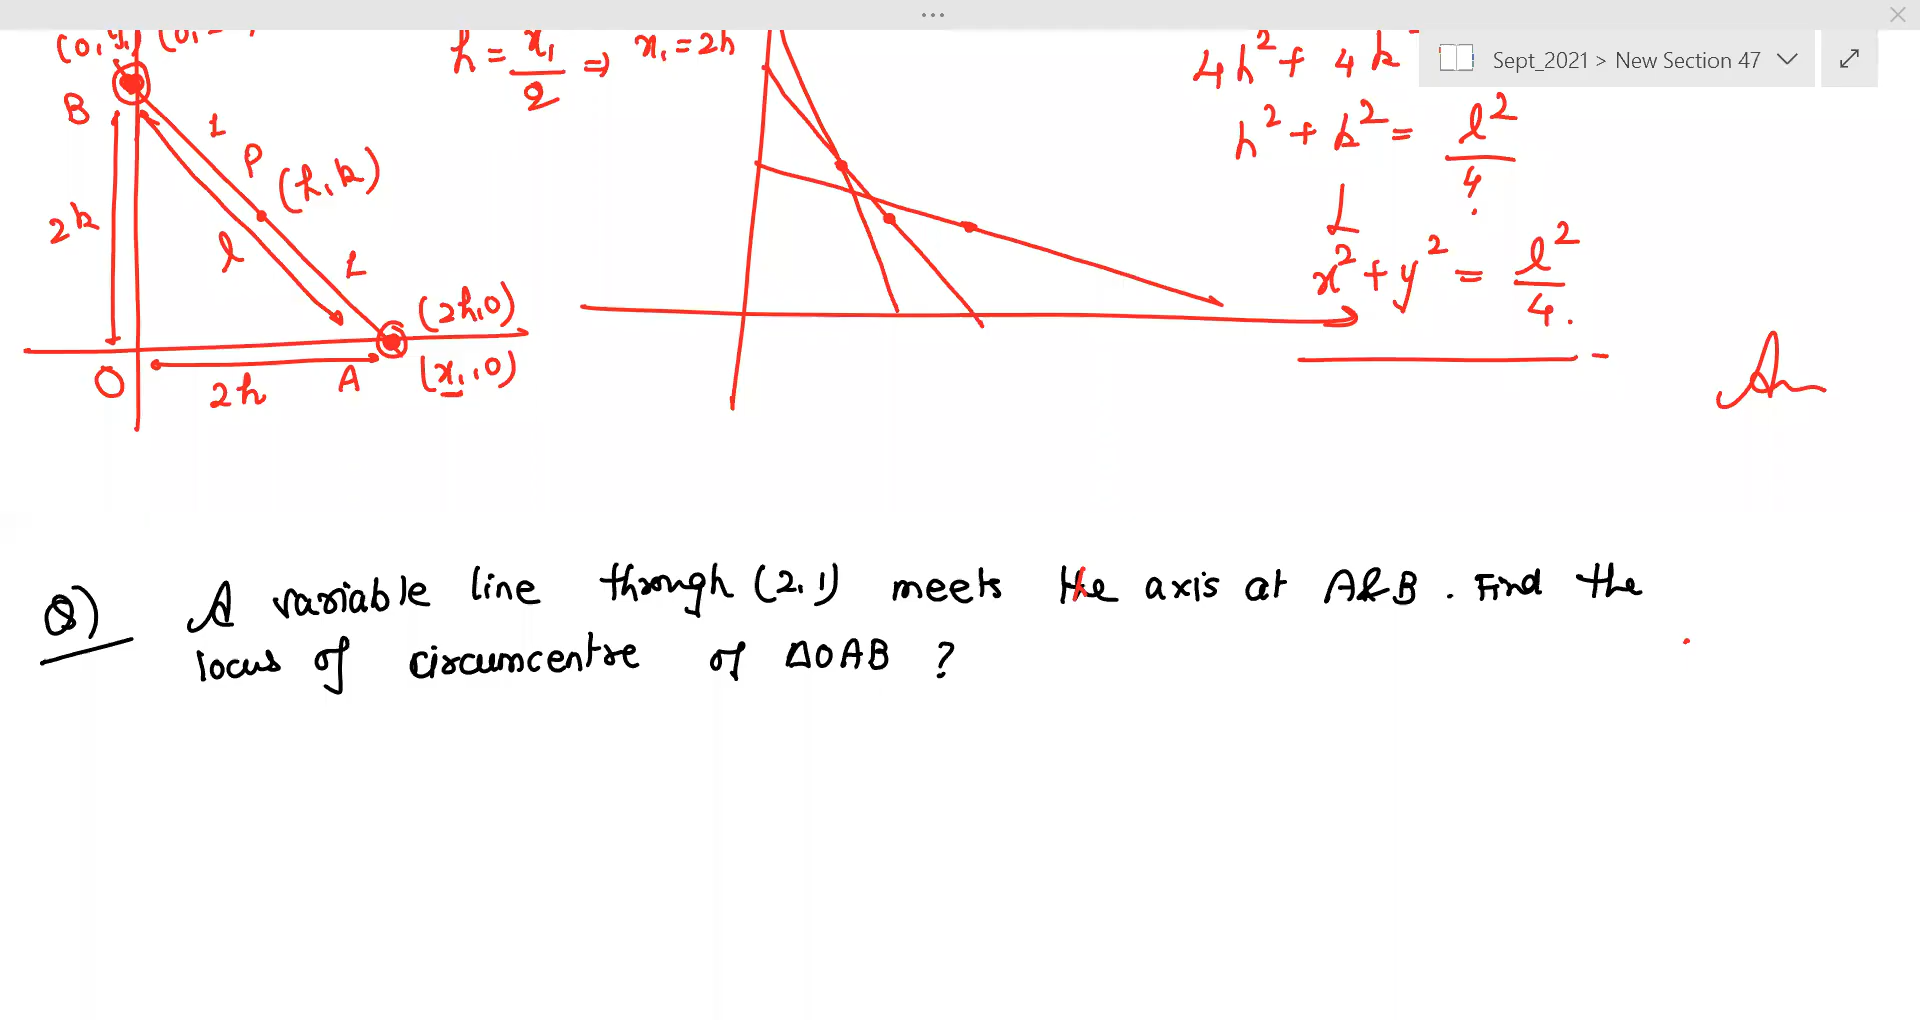 Sept_2021 > New Section 47
B
1
P (h,k)
2k
l
1
(2h,0)
O
2h
A
(x₁,0)
h = x₁/2 ⇒ x₁ = 2h
4h² + 4k
h² + k² = l²/4
x² + y² = l²/4.
Q) A variable line through (2,1) meets the axis at A&B. Find the
locus of circumcentre of ΔOAB ?